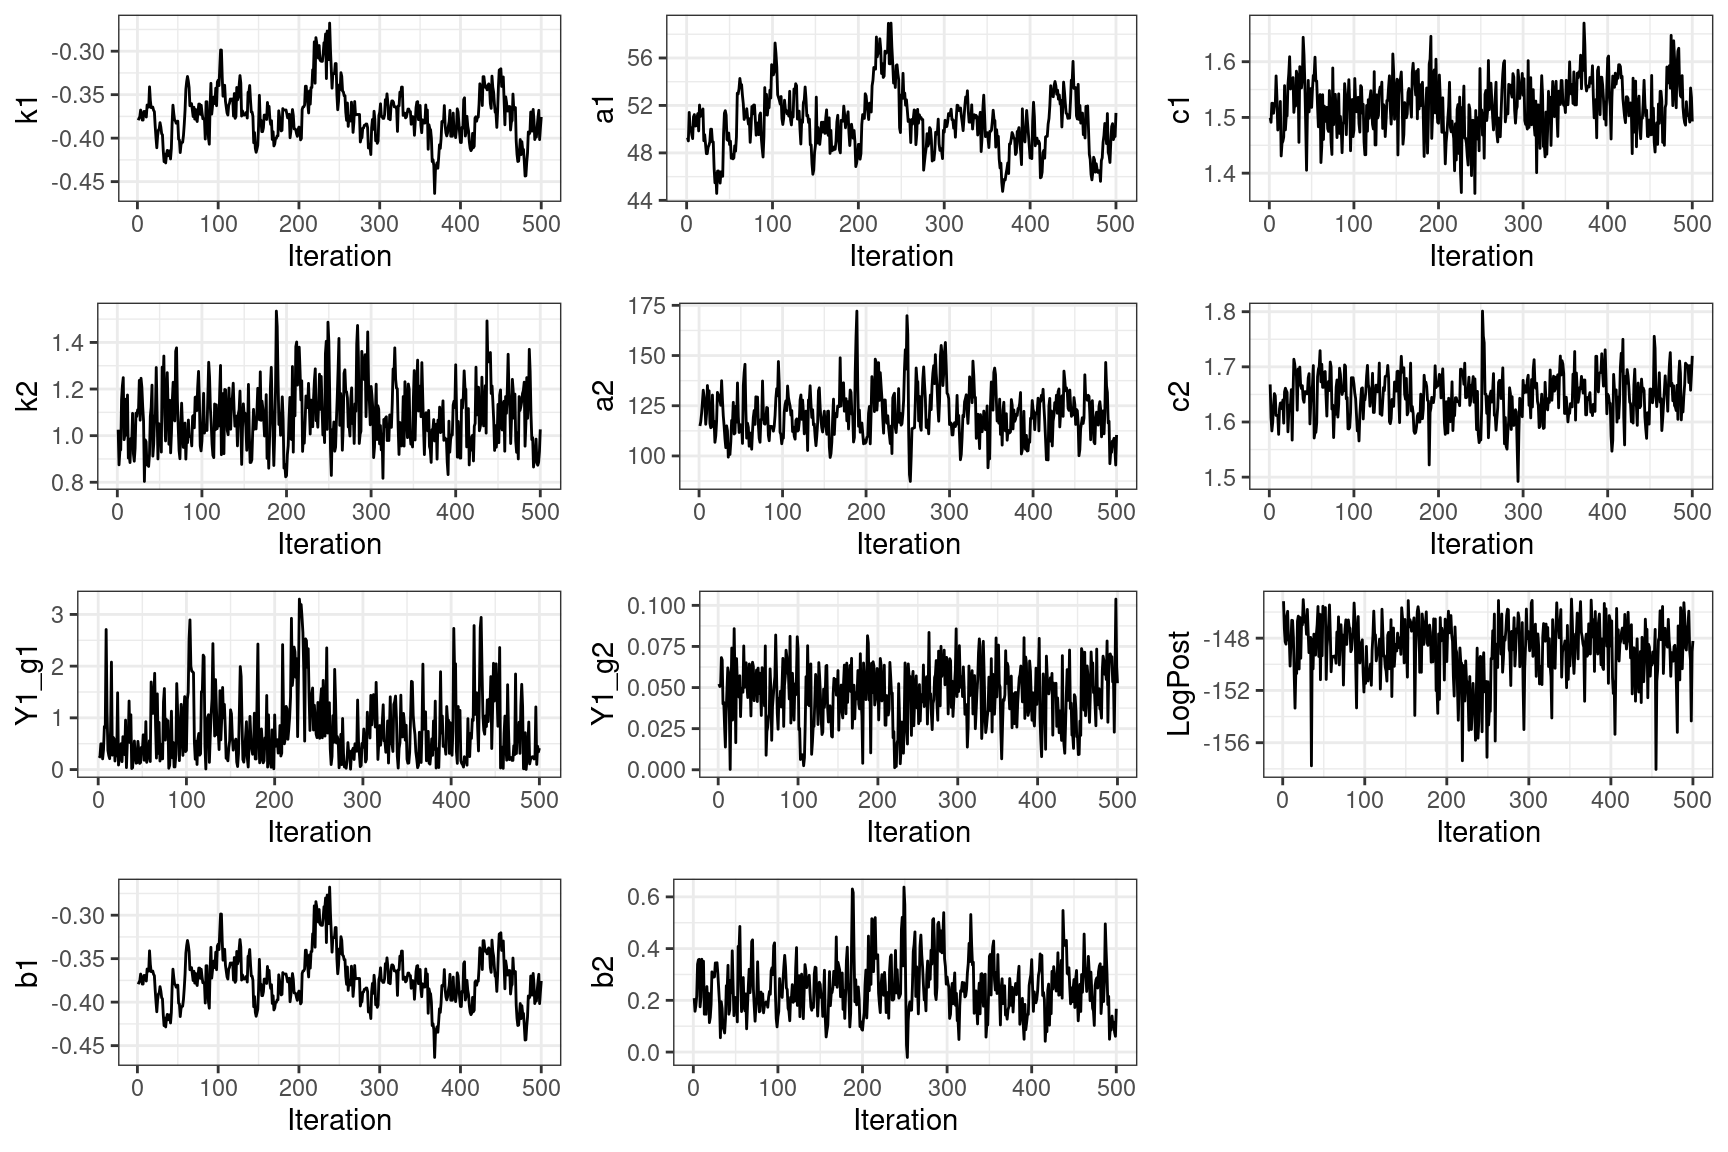 k1
-0.30
-0.35
-0.40
-0.45
0 100 200 300 400 500
Iteration
a1
56
52
48
44
0 100 200 300 400 500
Iteration
c1
1.6
1.5
1.4
0 100 200 300 400 500
Iteration
k2
1.4
1.2
1.0
0.8
0 100 200 300 400 500
Iteration
a2
175
150
125
100
0 100 200 300 400 500
Iteration
c2
1.8
1.7
1.6
1.5
0 100 200 300 400 500
Iteration
Y1_g1
3
2
1
0
0 100 200 300 400 500
Iteration
Y1_g2
0.100
0.075
0.050
0.025
0.000
0 100 200 300 400 500
Iteration
LogPost
-148
-152
-156
0 100 200 300 400 500
Iteration
b1
-0.30
-0.35
-0.40
-0.45
0 100 200 300 400 500
Iteration
b2
0.6
0.4
0.2
0.0
0 100 200 300 400 500
Iteration